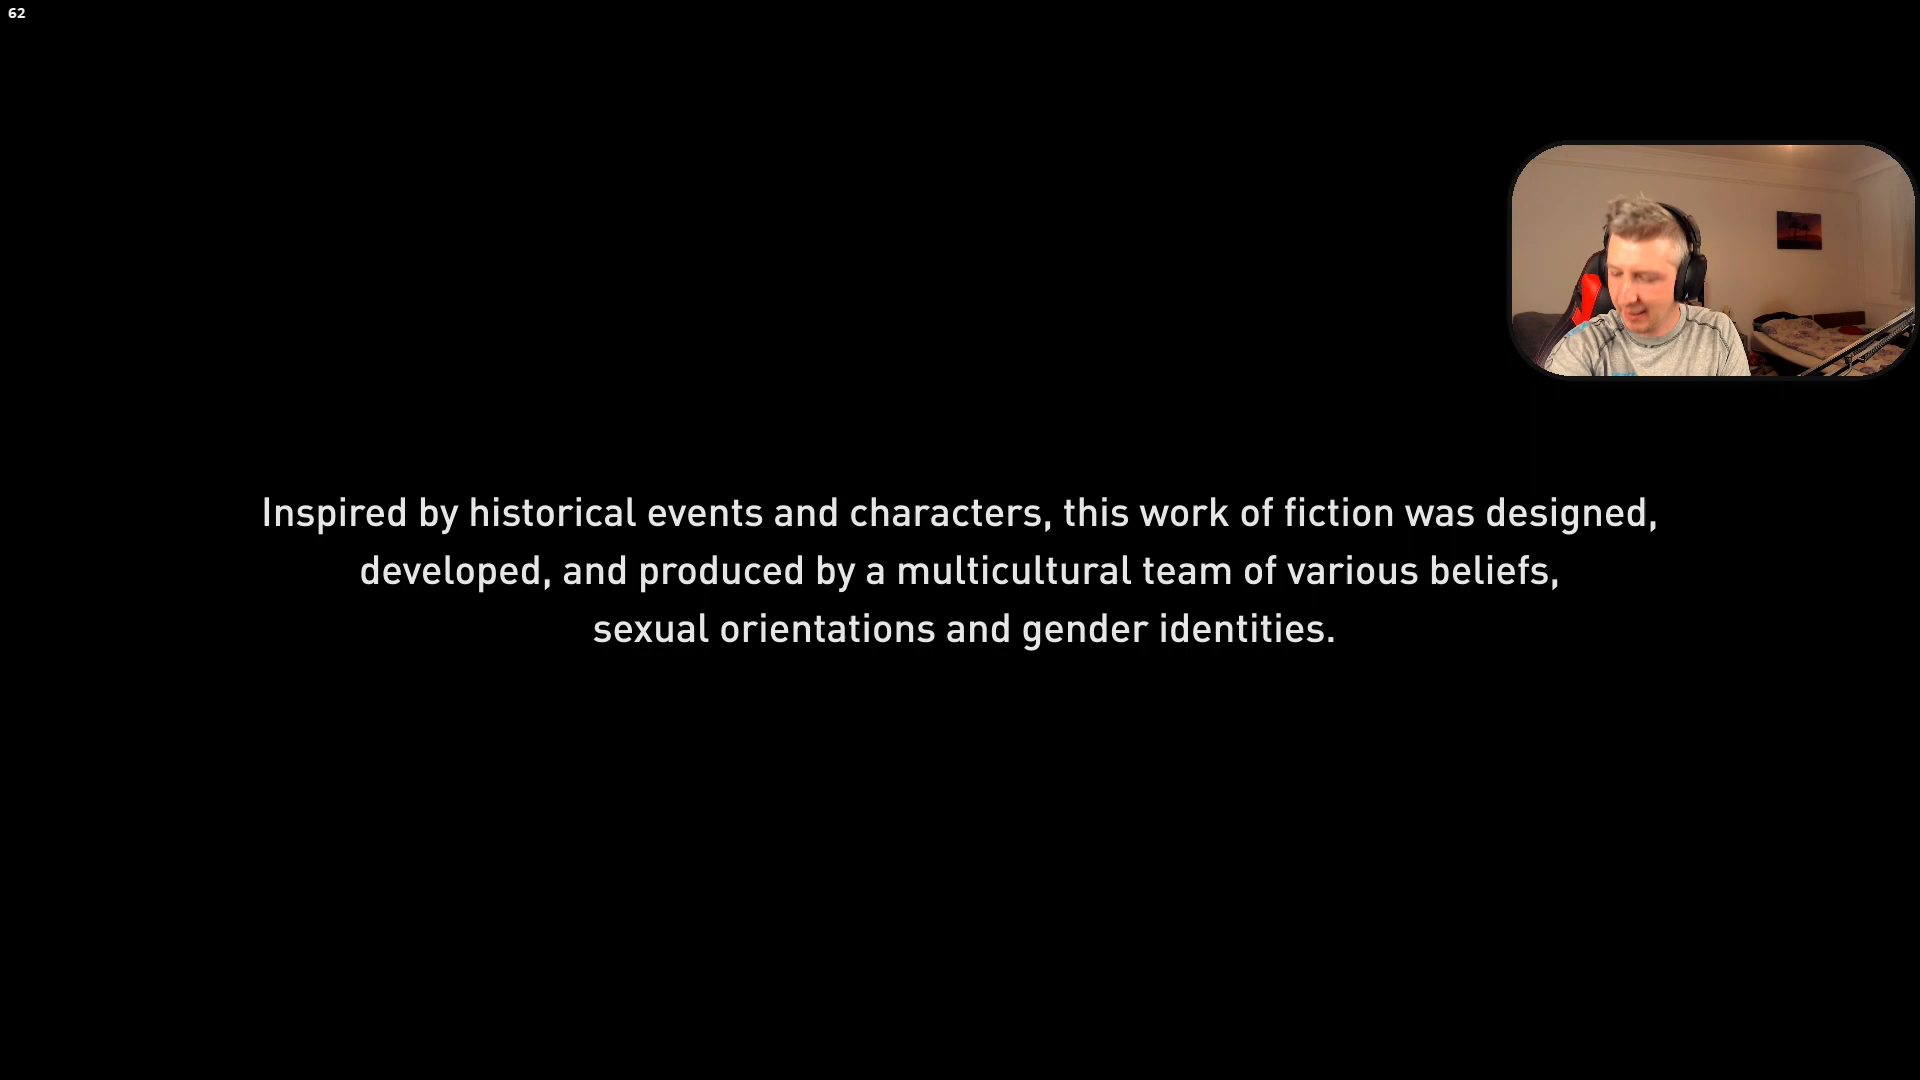 62
Inspired by historical events and characters, this work of fiction was designed,
developed, and produced by a multicultural team of various beliefs,
sexual orientations and gender identities.